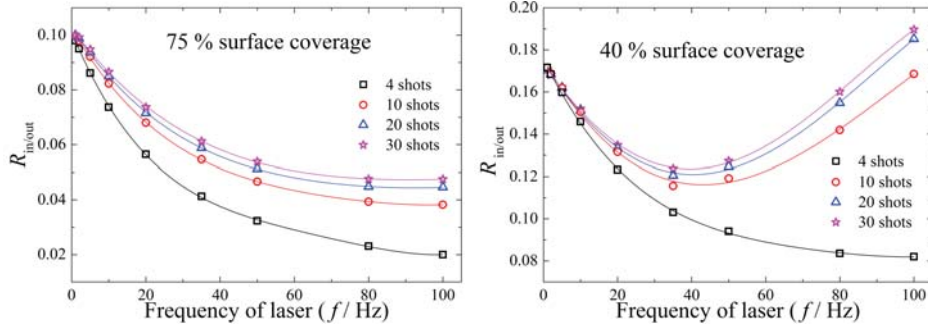 75 % surface coverage
4 shots
10 shots
20 shots
30 shots
R in/out
0.10
0.08
0.06
0.04
0.02
0 20 40 60 80 100
Frequency of laser ( f / Hz)
40 % surface coverage
4 shots
10 shots
20 shots
30 shots
R in/out
0.20
0.18
0.16
0.14
0.12
0.10
0.08
0 20 40 60 80 100
Frequency of laser ( f / Hz)